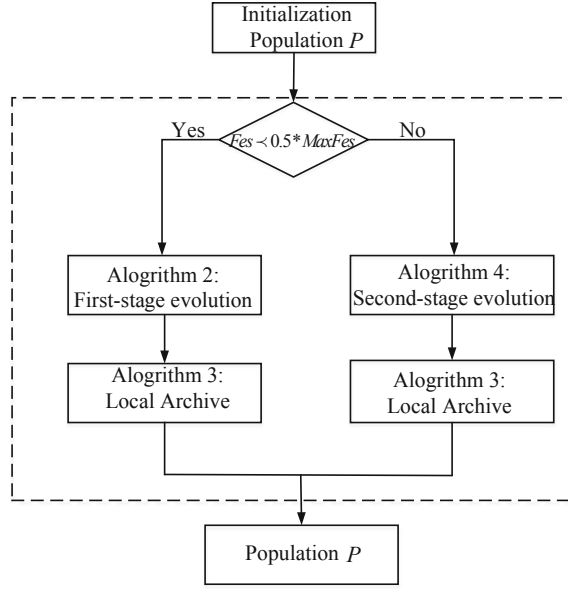 Initialization
Population P
Yes
No
Fes ≺ 0.5* MaxFes
Alogrithm 2:
First-stage evolution
Alogrithm 4:
Second-stage evolution
Alogrithm 3:
Local Archive
Alogrithm 3:
Local Archive
Population P